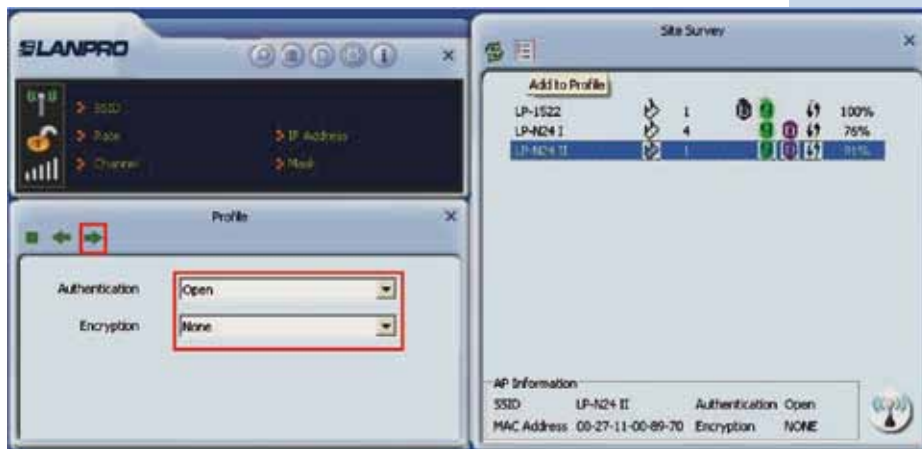 LANPRO
SSID
Rate
IP Address
Channel
Mask
Profile
Authentication Open
Encryption None
Site Survey
Add to Profile
LP-1522 1 100%
LP-N24 I 4 76%
LP-N24 II 1 91%
AP Information
SSID LP-N24 II Authentication Open
MAC Address 00-27-11-00-89-70 Encryption NONE